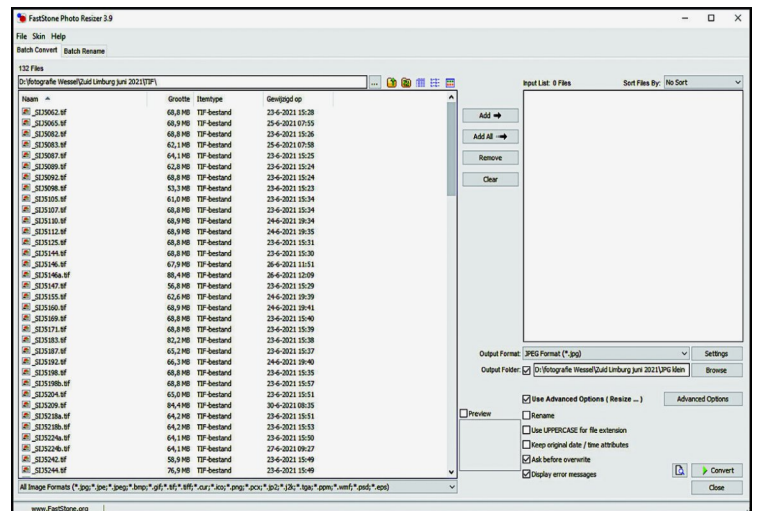 FastStone Photo Resizer 3.9
File Skin Help
Batch Convert Batch Rename
132 Files
D:\fotografie Wessel\Zuid Limburg juni 2021\TIF\ ...
Input List: 0 Files Sort Files By: No Sort
Naam Grootte Itemtype Gewijzigd op
_SIJ5062.tif 68,8 MB TIF-bestand 23-6-2021 15:28
_SIJ5065.tif 68,9 MB TIF-bestand 25-6-2021 07:55
_SIJ5082.tif 68,8 MB TIF-bestand 23-6-2021 15:26
_SIJ5083.tif 62,1 MB TIF-bestand 25-6-2021 07:58
_SIJ5087.tif 64,1 MB TIF-bestand 23-6-2021 15:25
_SIJ5089.tif 62,8 MB TIF-bestand 23-6-2021 15:24
_SIJ5092.tif 68,8 MB TIF-bestand 23-6-2021 15:24
_SIJ5098.tif 53,3 MB TIF-bestand 23-6-2021 15:23
_SIJ5105.tif 61,0 MB TIF-bestand 23-6-2021 15:34
_SIJ5107.tif 68,8 MB TIF-bestand 23-6-2021 15:34
_SIJ5110.tif 68,9 MB TIF-bestand 24-6-2021 19:34
_SIJ5112.tif 68,9 MB TIF-bestand 24-6-2021 19:35
_SIJ5125.tif 68,8 MB TIF-bestand 23-6-2021 15:31
_SIJ5144.tif 68,8 MB TIF-bestand 23-6-2021 15:30
_SIJ5146.tif 67,9 MB TIF-bestand 26-6-2021 11:51
_SIJ5146a.tif 88,4 MB TIF-bestand 26-6-2021 12:09
_SIJ5147.tif 56,8 MB TIF-bestand 23-6-2021 15:29
_SIJ5155.tif 62,6 MB TIF-bestand 24-6-2021 19:39
_SIJ5160.tif 68,9 MB TIF-bestand 24-6-2021 19:41
_SIJ5169.tif 68,8 MB TIF-bestand 23-6-2021 15:40
_SIJ5171.tif 68,8 MB TIF-bestand 23-6-2021 15:39
_SIJ5183.tif 82,2 MB TIF-bestand 23-6-2021 15:38
_SIJ5187.tif 65,2 MB TIF-bestand 23-6-2021 15:37
_SIJ5192.tif 66,3 MB TIF-bestand 24-6-2021 19:40
_SIJ5198.tif 68,8 MB TIF-bestand 23-6-2021 15:35
_SIJ5198b.tif 68,8 MB TIF-bestand 23-6-2021 15:57
_SIJ5204.tif 65,0 MB TIF-bestand 23-6-2021 15:51
_SIJ5209.tif 84,4 MB TIF-bestand 30-6-2021 08:35
_SIJ5218a.tif 64,2 MB TIF-bestand 23-6-2021 15:51
_SIJ5218b.tif 64,2 MB TIF-bestand 23-6-2021 15:53
_SIJ5224a.tif 64,1 MB TIF-bestand 23-6-2021 15:50
_SIJ5224b.tif 64,1 MB TIF-bestand 27-6-2021 09:27
_SIJ5242.tif 58,9 MB TIF-bestand 23-6-2021 15:49
_SIJ5244.tif 76,9 MB TIF-bestand 23-6-2021 15:49
All Image Formats (*.jpg;*.jpe;*.jpeg;*.bmp;*.gif;*.tif;*.tiff;*.cur;*.ico;*.png;*.pcx;*.jp2;*.j2k;*.tga;*.ppm;*.wmf;*.psd;*.eps)
Add
Add All
Remove
Clear
Output Format: JPEG Format (*.jpg) Settings
Output Folder: D:\fotografie Wessel\Zuid Limburg juni 2021\JPG klein Browse
Use Advanced Options ( Resize ... ) Advanced Options
Preview
Rename
Use UPPERCASE for file extension
Keep original date / time attributes
Ask before overwrite
Display error messages
Convert
Close
www.FastStone.org